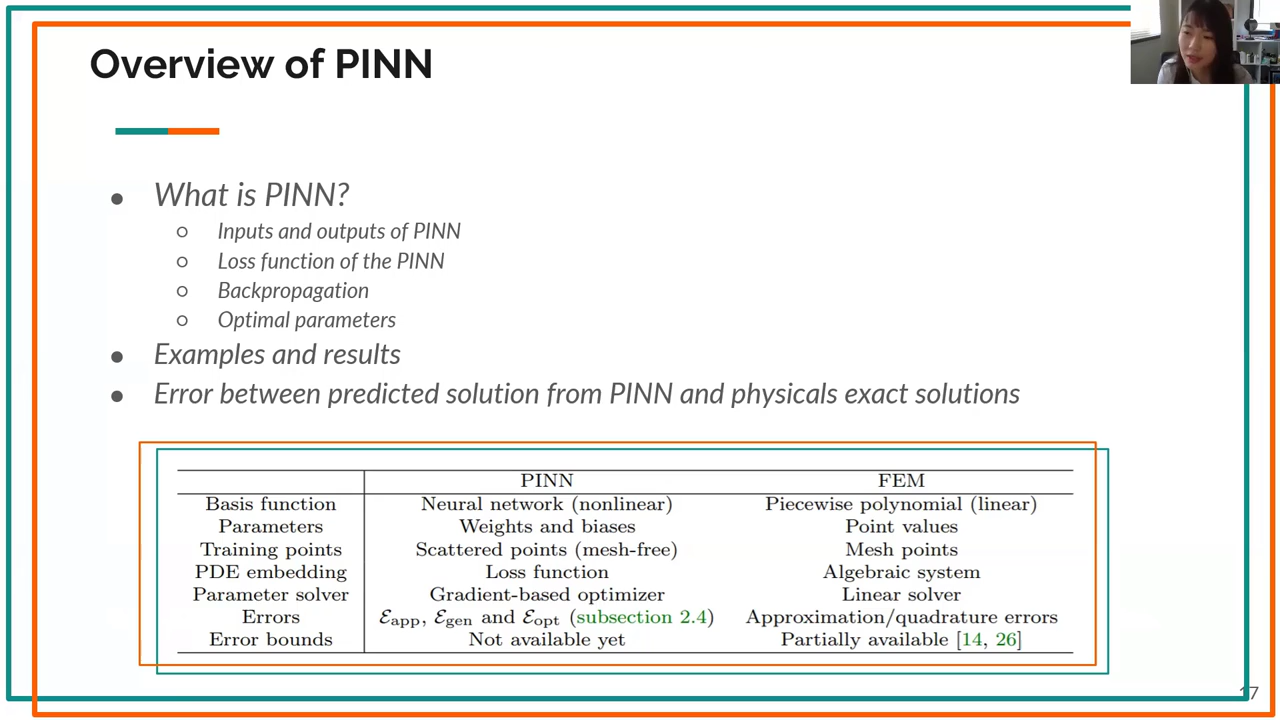 Overview of PINN
● What is PINN?
○ Inputs and outputs of PINN
○ Loss function of the PINN
○ Backpropagation
○ Optimal parameters
● Examples and results
● Error between predicted solution from PINN and physicals exact solutions
PINN FEM
Basis function Neural network (nonlinear) Piecewise polynomial (linear)
Parameters Weights and biases Point values
Training points Scattered points (mesh-free) Mesh points
PDE embedding Loss function Algebraic system
Parameter solver Gradient-based optimizer Linear solver
Errors ℰapp, ℰgen and ℰopt (subsection 2.4) Approximation/quadrature errors
Error bounds Not available yet Partially available [14, 26]
17